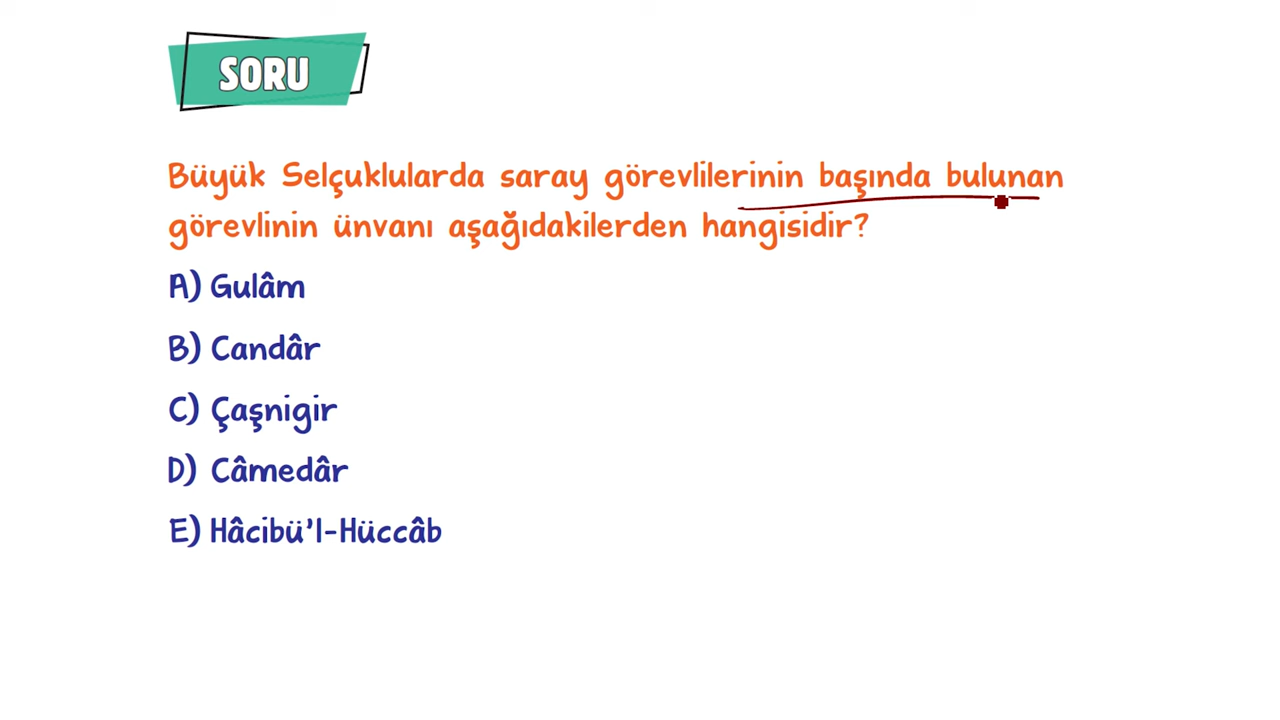 SORU
Büyük Selçuklularda saray görevlilerinin başında bulunan
görevlinin ünvanı aşağıdakilerden hangisidir?
A) Gulâm
B) Candâr
C) Çaşnigir
D) Câmedâr
E) Hâcibü'l-Hüccâb